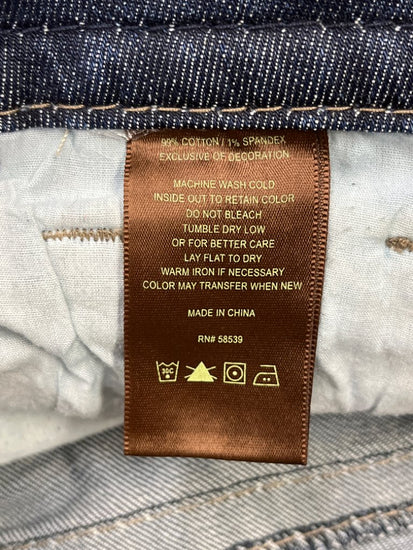 99% COTTON / 1% SPANDEX
EXCLUSIVE OF DECORATION
MACHINE WASH COLD
INSIDE OUT TO RETAIN COLOR
DO NOT BLEACH
TUMBLE DRY LOW
OR FOR BETTER CARE
LAY FLAT TO DRY
WARM IRON IF NECESSARY
COLOR MAY TRANSFER WHEN NEW
MADE IN CHINA
RN# 58539
30C